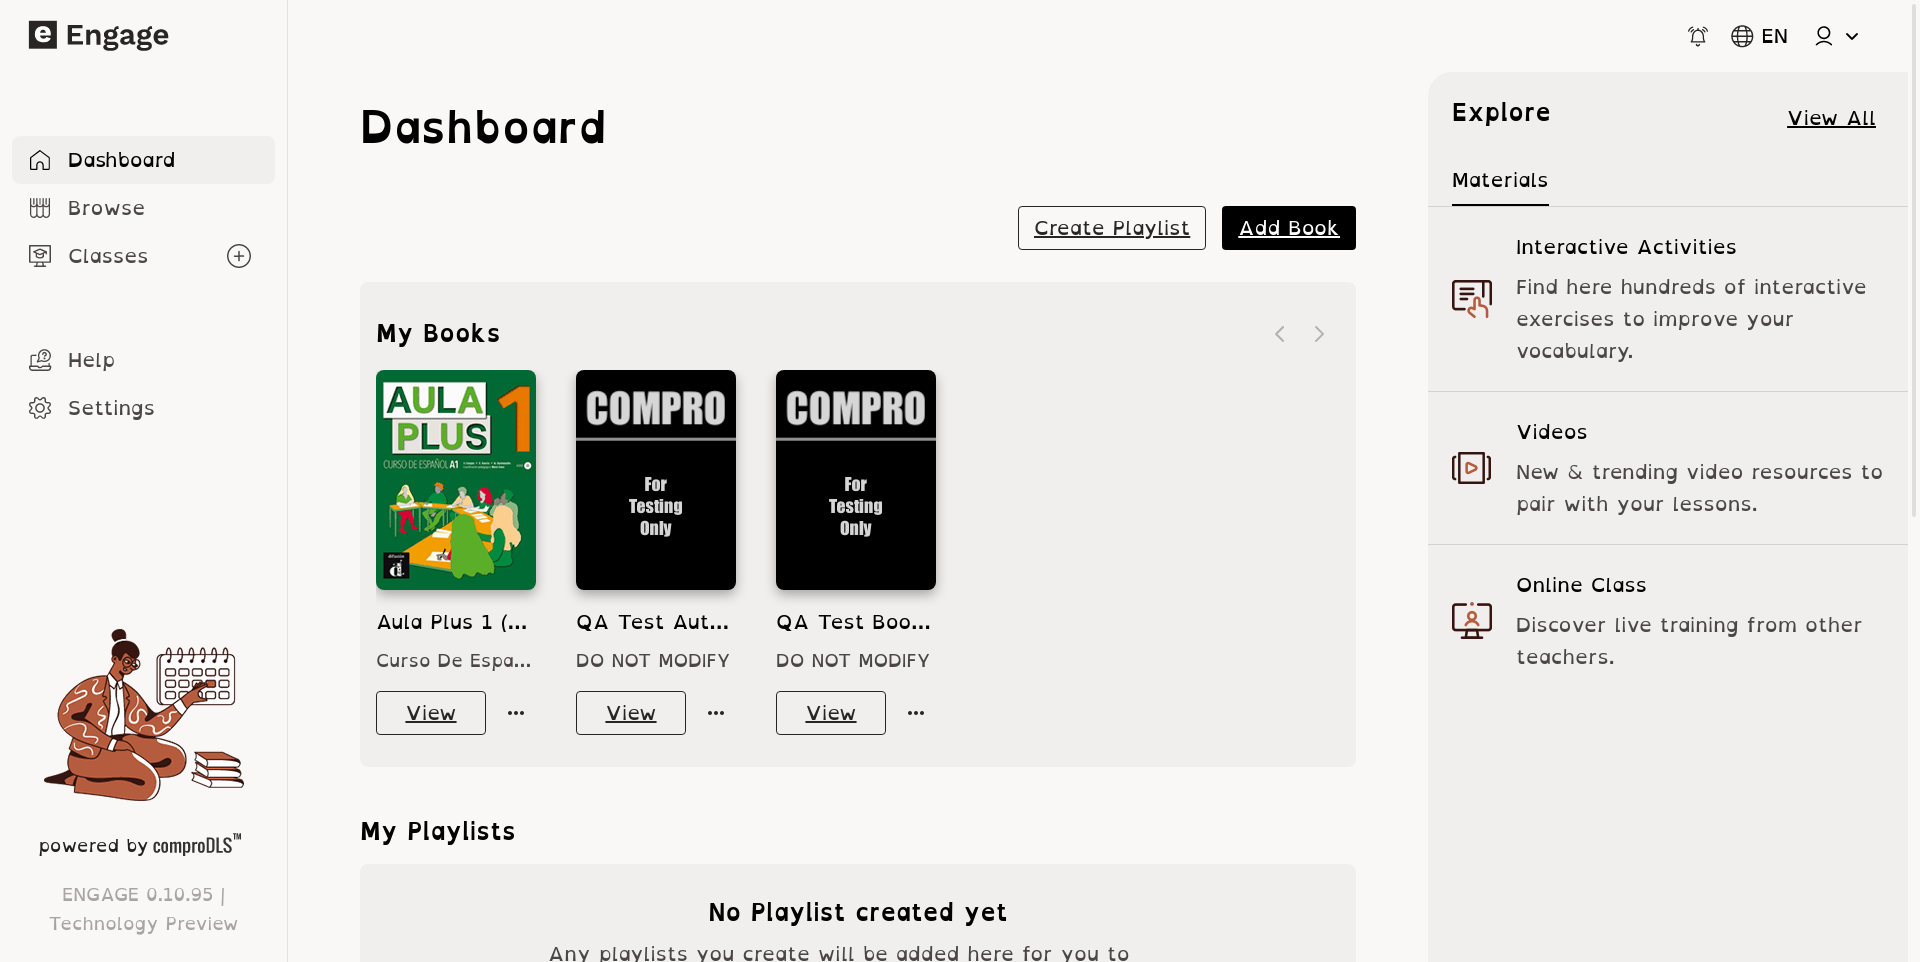 Engage
EN
Dashboard
Browse
Classes
Help
Settings
powered by comproDLS™
ENGAGE 0.10.95 |
Technology Preview
Dashboard
Create Playlist
Add Book
My Books
AULA
PLUS 1
CURSO DE ESPAÑOL A1
COMPRO
For
Testing
Only
COMPRO
For
Testing
Only
Aula Plus 1 (...
QA Test Aut...
QA Test Boo...
Curso De Espa...
DO NOT MODIFY
DO NOT MODIFY
View
View
View
My Playlists
No Playlist created yet
Any playlists you create will be added here for you to
Explore
View All
Materials
Interactive Activities
Find here hundreds of interactive
exercises to improve your
vocabulary.
Videos
New & trending video resources to
pair with your lessons.
Online Class
Discover live training from other
teachers.